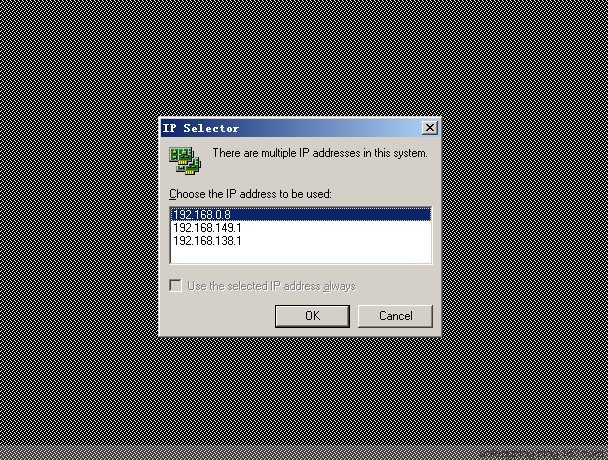 IP Selector
There are multiple IP addresses in this system.
Choose the IP address to be used:
192.168.0.8
192.168.149.1
192.168.138.1
Use the selected IP address always
OK
Cancel